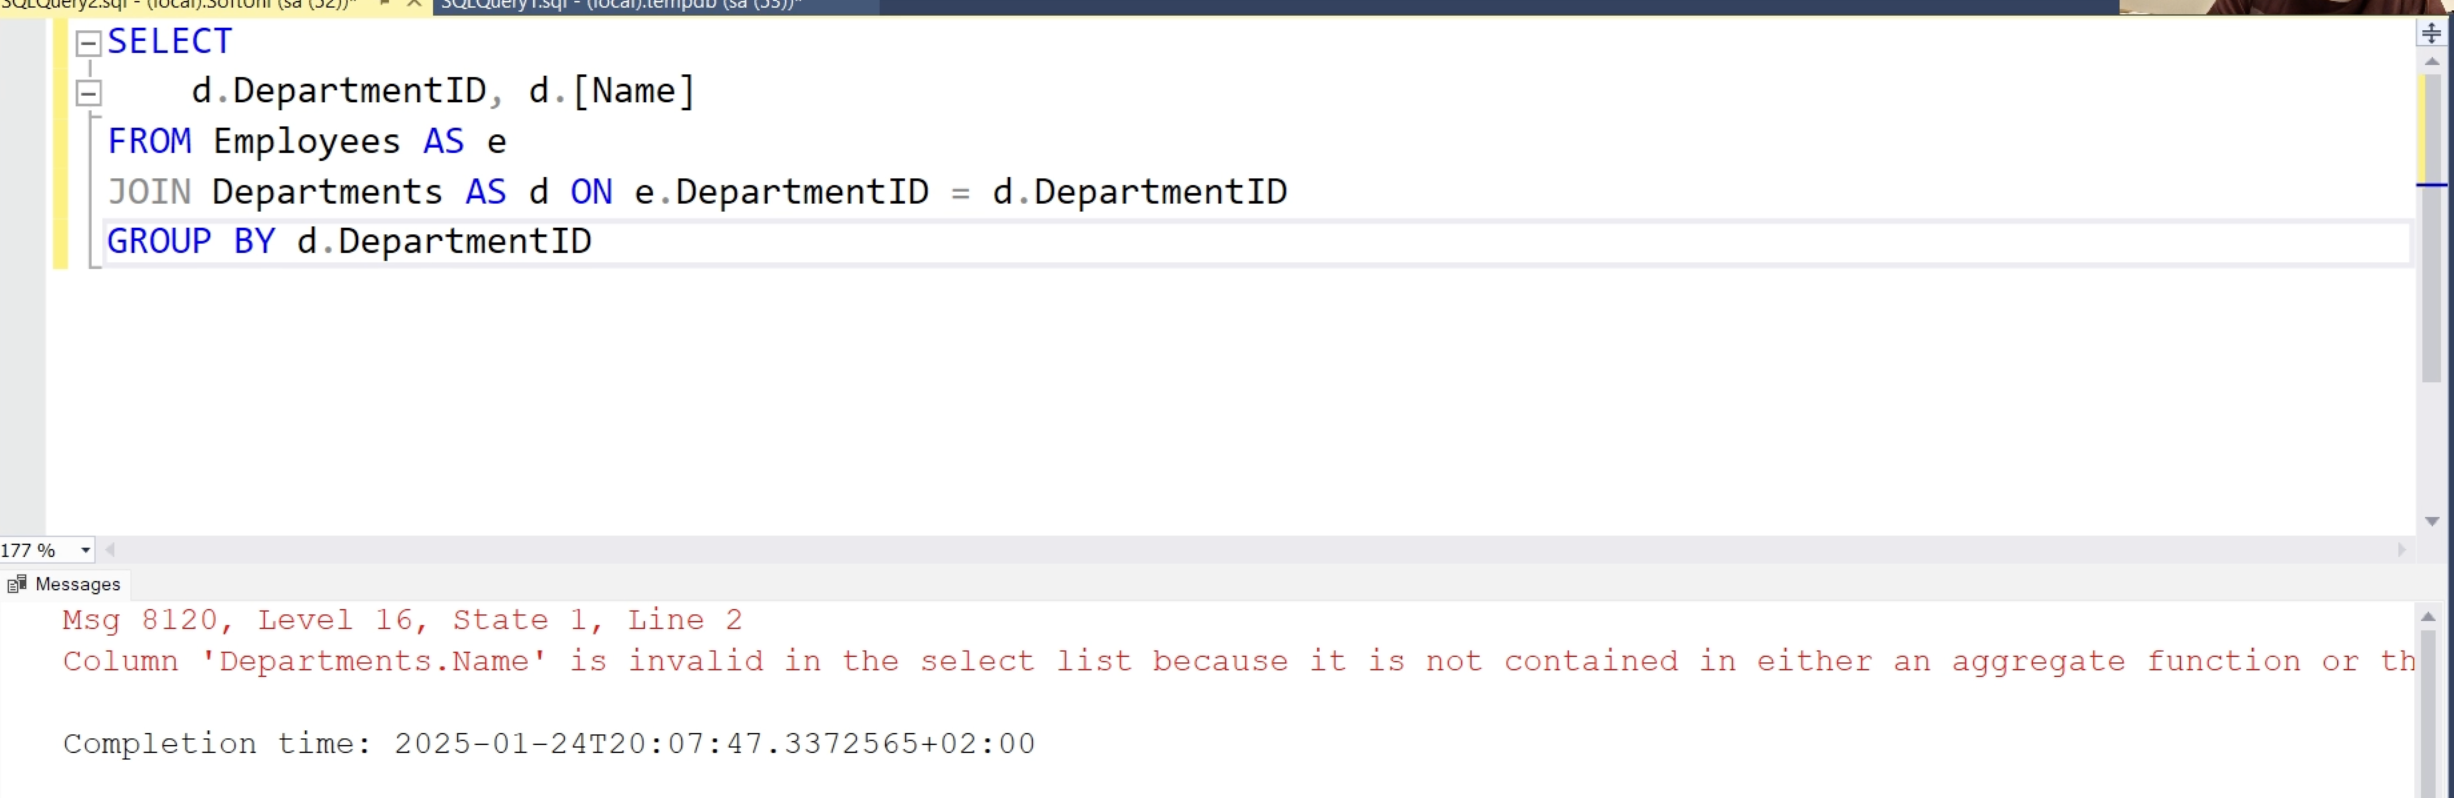 SQLQuery2.sql - (local).SoftUni (sa (52))* SQLQuery1.sql - (local).tempdb (sa (53))*
SELECT
d.DepartmentID, d.[Name]
FROM Employees AS e
JOIN Departments AS d ON e.DepartmentID = d.DepartmentID
GROUP BY d.DepartmentID
177 %
Messages
Msg 8120, Level 16, State 1, Line 2
Column 'Departments.Name' is invalid in the select list because it is not contained in either an aggregate function or th
Completion time: 2025-01-24T20:07:47.3372565+02:00